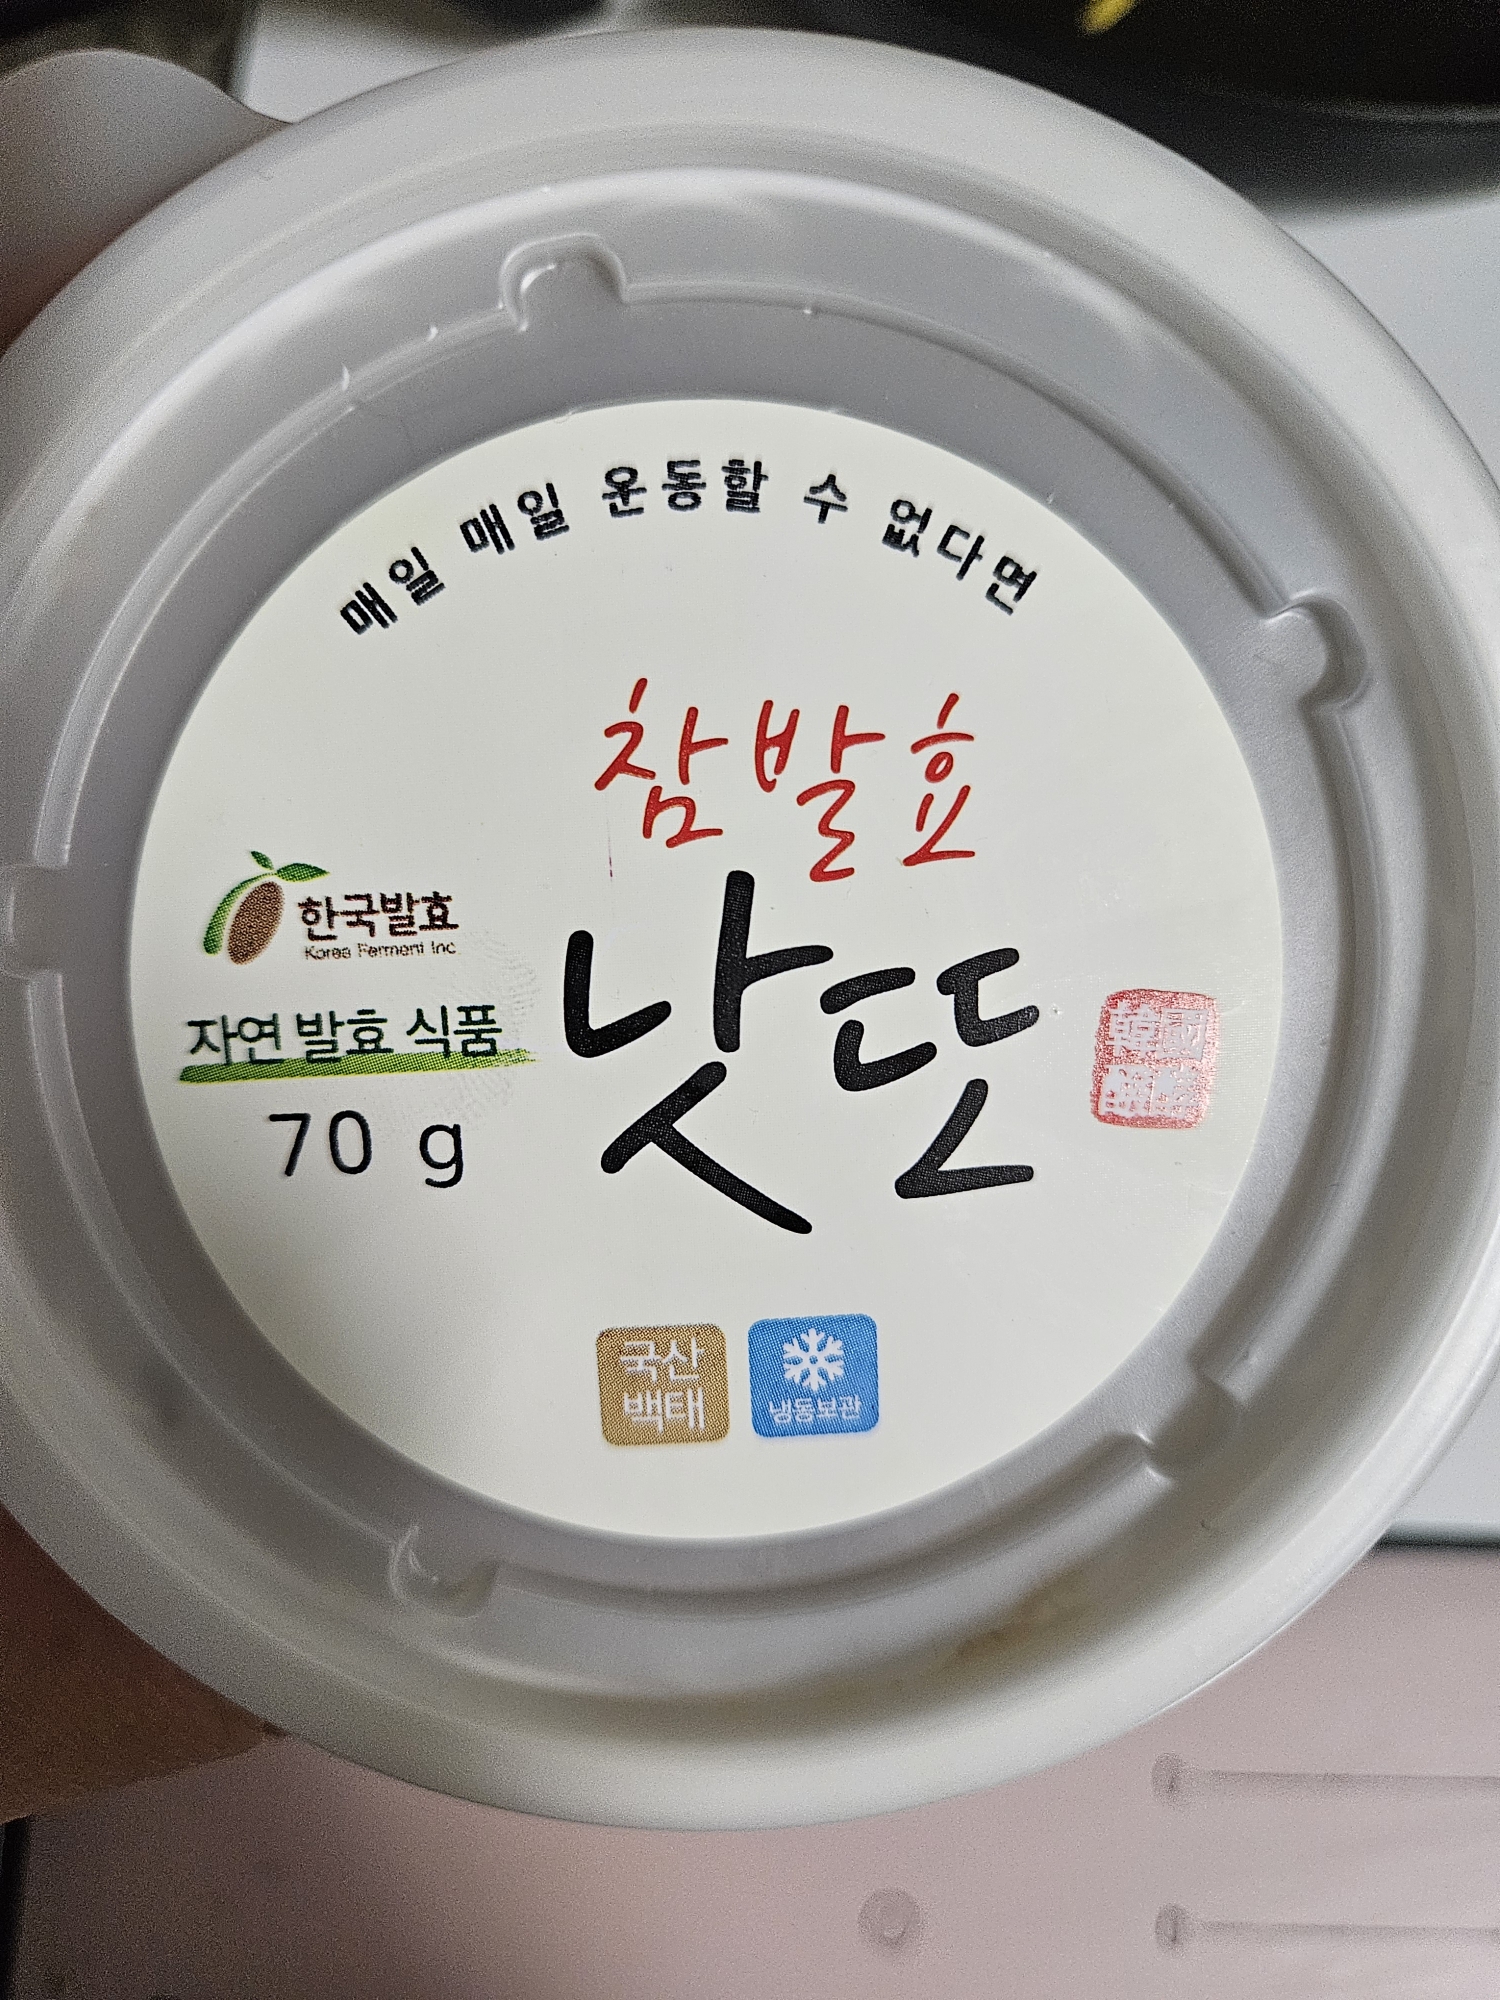 매일 매일 운동할 수 없다면
참발효
낫또
한국발효
Korea Ferment Inc.
자연 발효 식품
70 g
국산
백태
냉동보관